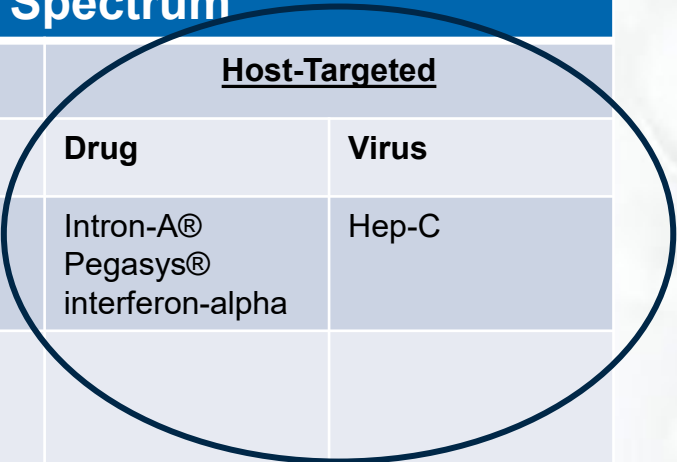 Spectrum
Host-Targeted
Drug
Virus
Intron-A®
Pegasys®
interferon-alpha
Hep-C